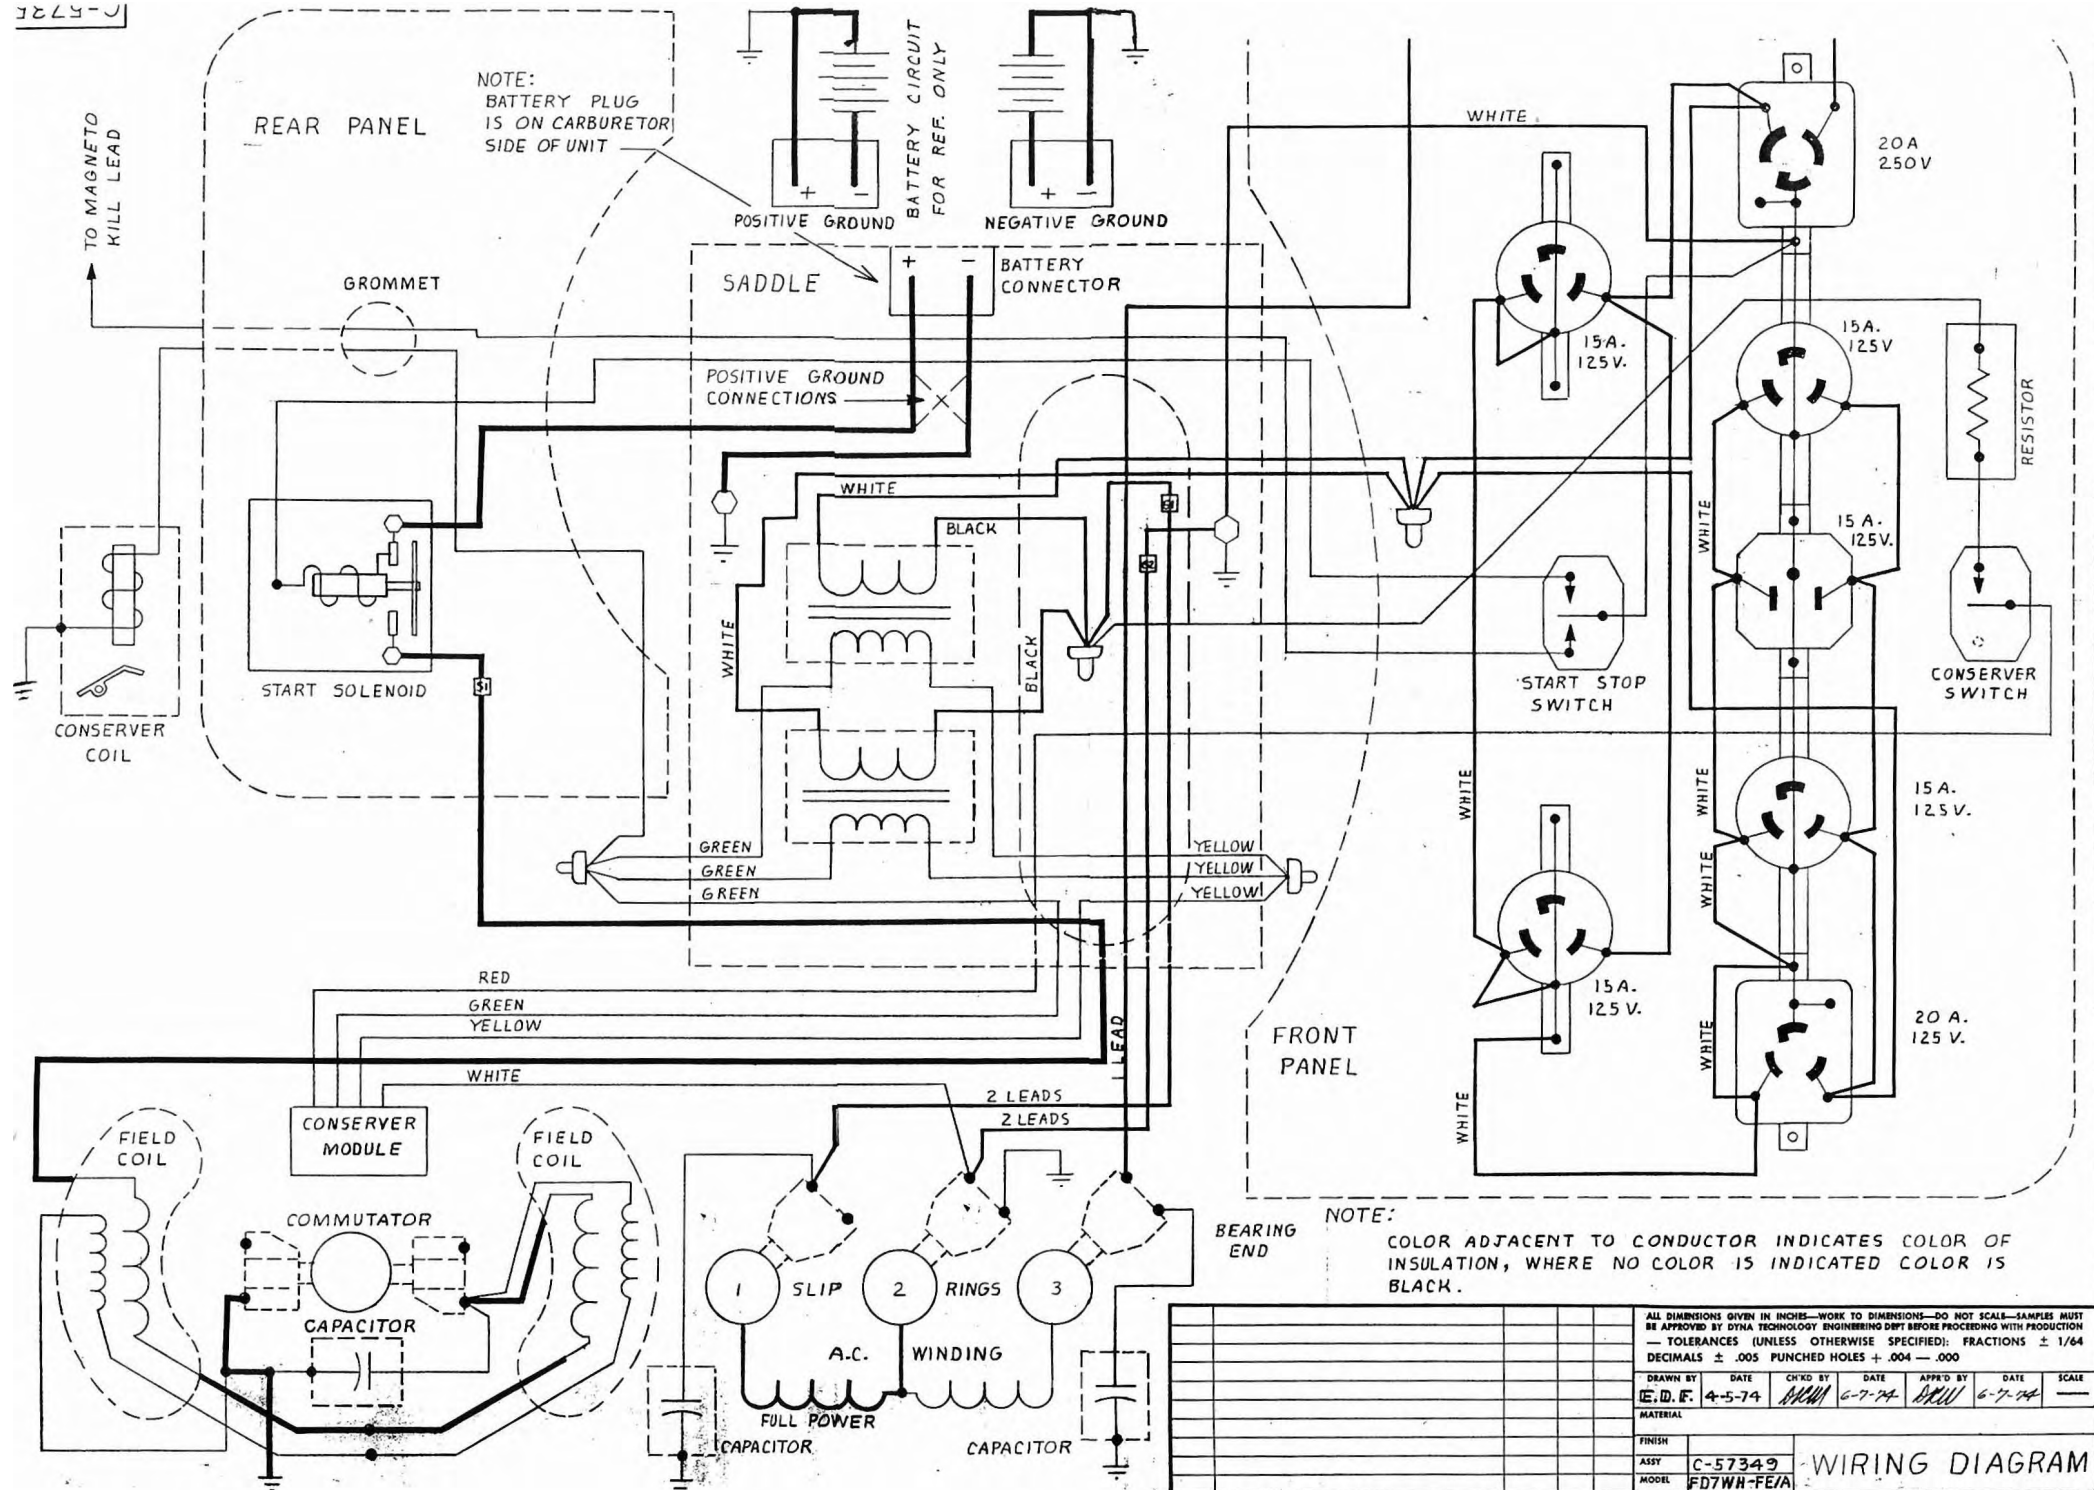 C-5735
REAR PANEL
NOTE:
BATTERY PLUG
IS ON CARBURETOR
SIDE OF UNIT
TO MAGNETO
KILL LEAD
GROMMET
BATTERY CIRCUIT
FOR REF. ONLY
+ -
POSITIVE GROUND
+ -
NEGATIVE GROUND
SADDLE
+ -
BATTERY
CONNECTOR
POSITIVE GROUND
CONNECTIONS
WHITE
20A
250V
15A.
125V.
15A.
125V
RESISTOR
WHITE
BLACK
WHITE
15A.
125V.
START SOLENOID
S1
CONSERVER
COIL
WHITE
BLACK
START STOP
SWITCH
CONSERVER
SWITCH
WHITE
WHITE
15A.
125V.
GREEN
GREEN
GREEN
YELLOW
YELLOW
YELLOW
WHITE
RED
GREEN
YELLOW
WHITE
1 LEAD
15A.
125V.
20 A.
125 V.
WHITE
WHITE
FRONT
PANEL
2 LEADS
2 LEADS
CONSERVER
MODULE
FIELD
COIL
FIELD
COIL
COMMUTATOR
CAPACITOR
1 SLIP 2 RINGS 3
BEARING
END
A.C. WINDING
FULL POWER
CAPACITOR
CAPACITOR
NOTE:
COLOR ADJACENT TO CONDUCTOR INDICATES COLOR OF
INSULATION, WHERE NO COLOR IS INDICATED COLOR IS
BLACK.
ALL DIMENSIONS GIVEN IN INCHES—WORK TO DIMENSIONS—DO NOT SCALE—SAMPLES MUST
BE APPROVED BY DYNA TECHNOLOGY ENGINEERING DEPT BEFORE PROCEEDING WITH PRODUCTION
— TOLERANCES (UNLESS OTHERWISE SPECIFIED): FRACTIONS ± 1/64
DECIMALS ± .005 PUNCHED HOLES + .004 — .000
DRAWN BY DATE CH'KD BY DATE APPR'D BY DATE SCALE
E.D.F. 4-5-74 6-7-74 6-7-74
MATERIAL
FINISH
ASSY C-57349
MODEL FD7WH-FE/A
WIRING DIAGRAM